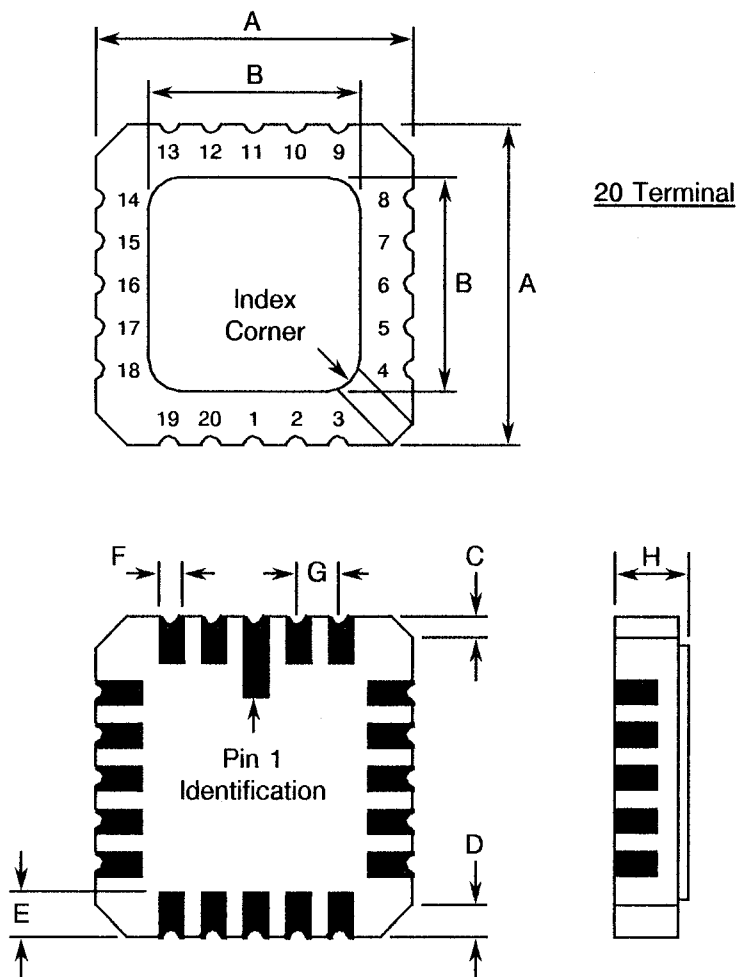 A
B
13 12 11 10 9
20 Terminal
14
15
16
17
18
8
7
6
5
4
B
A
Index
Corner
19 20 1 2 3
F
G
C
H
Pin 1
Identification
D
E